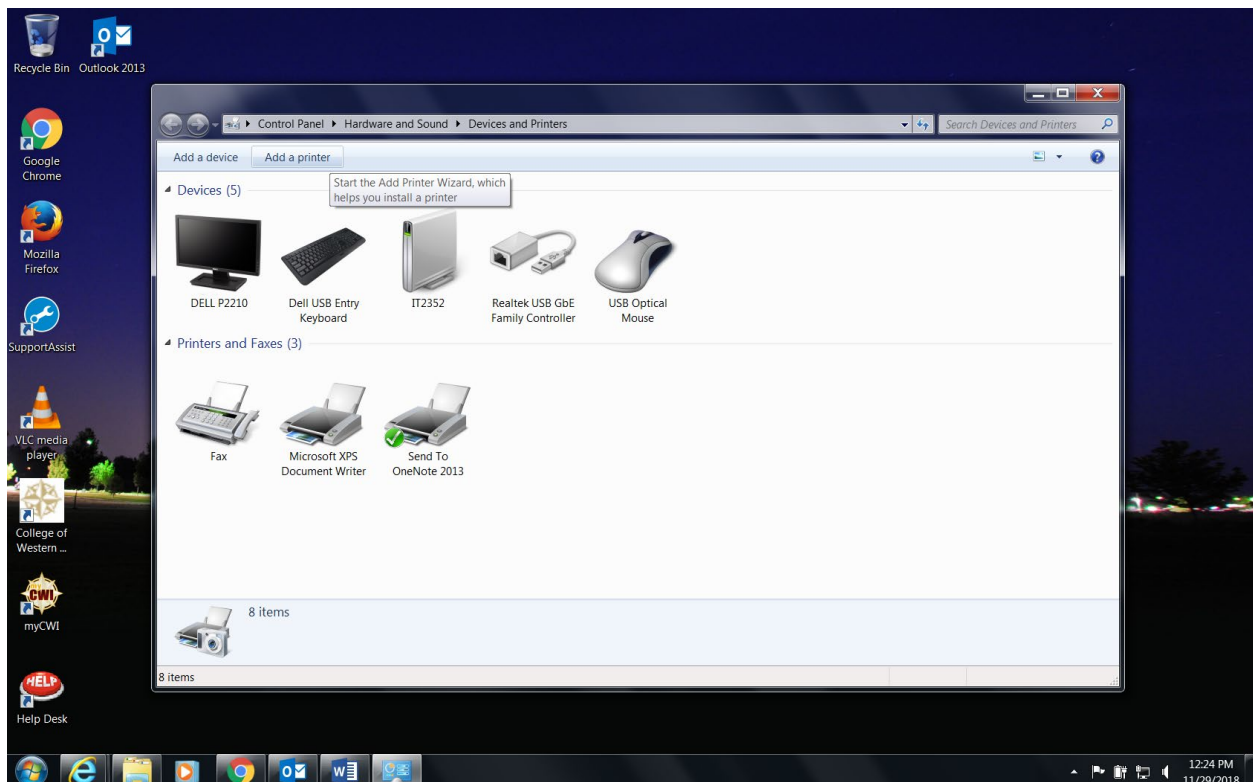 Recycle Bin
Outlook 2013
Google
Chrome
Mozilla
Firefox
SupportAssist
VLC media
player
College of
Western ...
CWI
myCWI
HELP
Help Desk
Control Panel Hardware and Sound Devices and Printers
Search Devices and Printers
Add a device Add a printer
Start the Add Printer Wizard, which
helps you install a printer
Devices (5)
DELL P2210
Dell USB Entry
Keyboard
IT2352
Realtek USB GbE
Family Controller
USB Optical
Mouse
Printers and Faxes (3)
Fax
Microsoft XPS
Document Writer
Send To
OneNote 2013
8 items
8 items
12:24 PM
11/29/2018